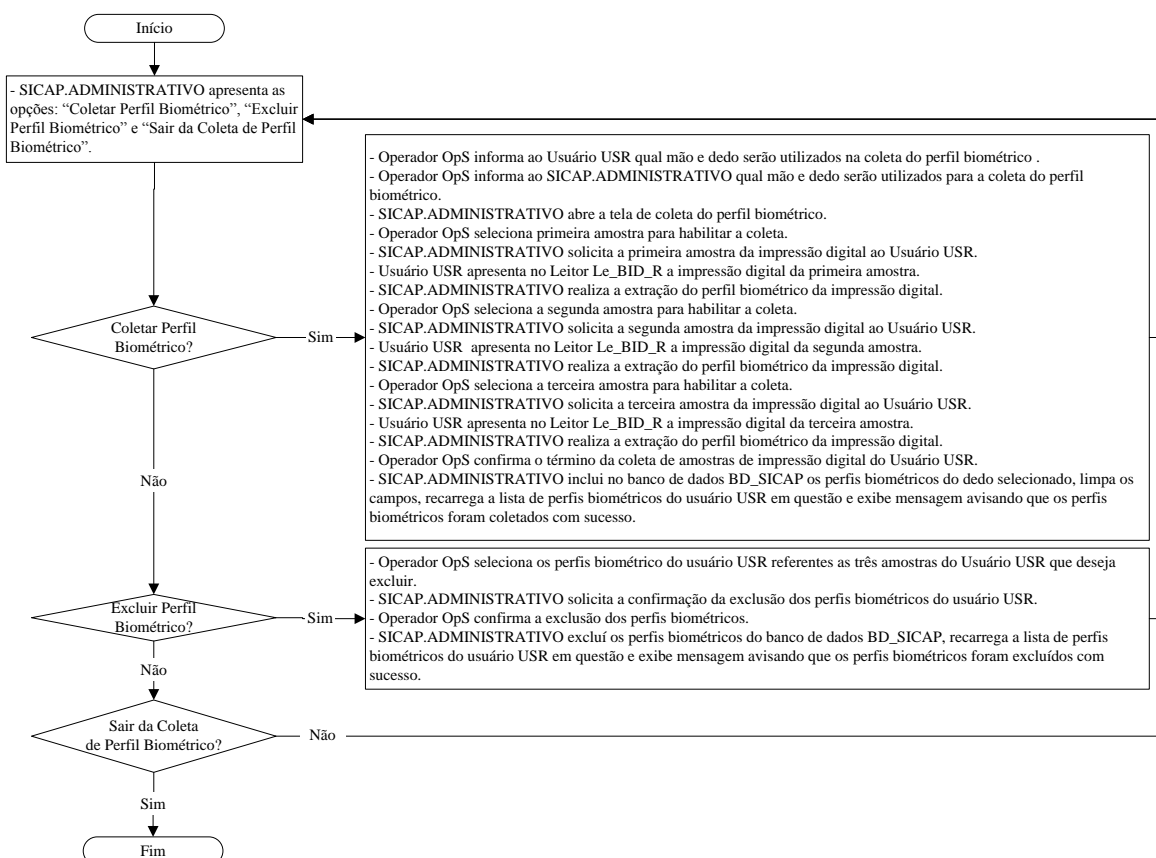 Início
- SICAP.ADMINISTRATIVO apresenta as
opções: “Coletar Perfil Biométrico”, “Excluir
Perfil Biométrico” e “Sair da Coleta de Perfil
Biométrico”.
- Operador OpS informa ao Usuário USR qual mão e dedo serão utilizados na coleta do perfil biométrico .
- Operador OpS informa ao SICAP.ADMINISTRATIVO qual mão e dedo serão utilizados para a coleta do perfil
biométrico.
- SICAP.ADMINISTRATIVO abre a tela de coleta do perfil biométrico.
- Operador OpS seleciona primeira amostra para habilitar a coleta.
- SICAP.ADMINISTRATIVO solicita a primeira amostra da impressão digital ao Usuário USR.
- Usuário USR apresenta no Leitor Le_BID_R a impressão digital da primeira amostra.
- SICAP.ADMINISTRATIVO realiza a extração do perfil biométrico da impressão digital.
- Operador OpS seleciona a segunda amostra para habilitar a coleta.
- SICAP.ADMINISTRATIVO solicita a segunda amostra da impressão digital ao Usuário USR.
- Usuário USR  apresenta no Leitor Le_BID_R a impressão digital da segunda amostra.
- SICAP.ADMINISTRATIVO realiza a extração do perfil biométrico da impressão digital.
- Operador OpS seleciona a terceira amostra para habilitar a coleta.
- SICAP.ADMINISTRATIVO solicita a terceira amostra da impressão digital ao Usuário USR.
- Usuário USR apresenta no Leitor Le_BID_R a impressão digital da terceira amostra.
- SICAP.ADMINISTRATIVO realiza a extração do perfil biométrico da impressão digital.
- Operador OpS confirma o término da coleta de amostras de impressão digital do Usuário USR.
- SICAP.ADMINISTRATIVO inclui no banco de dados BD_SICAP os perfis biométricos do dedo selecionado, limpa os
campos, recarrega a lista de perfis biométricos do usuário USR em questão e exibe mensagem avisando que os perfis
biométricos foram coletados com sucesso.
Coletar Perfil
Biométrico?
Sim
Não
- Operador OpS seleciona os perfis biométrico do usuário USR referentes as três amostras do Usuário USR que deseja
excluir.
- SICAP.ADMINISTRATIVO solicita a confirmação da exclusão dos perfis biométricos do usuário USR.
- Operador OpS confirma a exclusão dos perfis biométricos.
- SICAP.ADMINISTRATIVO excluí os perfis biométricos do banco de dados BD_SICAP, recarrega a lista de perfis
biométricos do usuário USR em questão e exibe mensagem avisando que os perfis biométricos foram excluídos com
sucesso.
Excluir Perfil
Biométrico?
Sim
Não
Sair da Coleta
de Perfil Biométrico?
Não
Sim
Fim